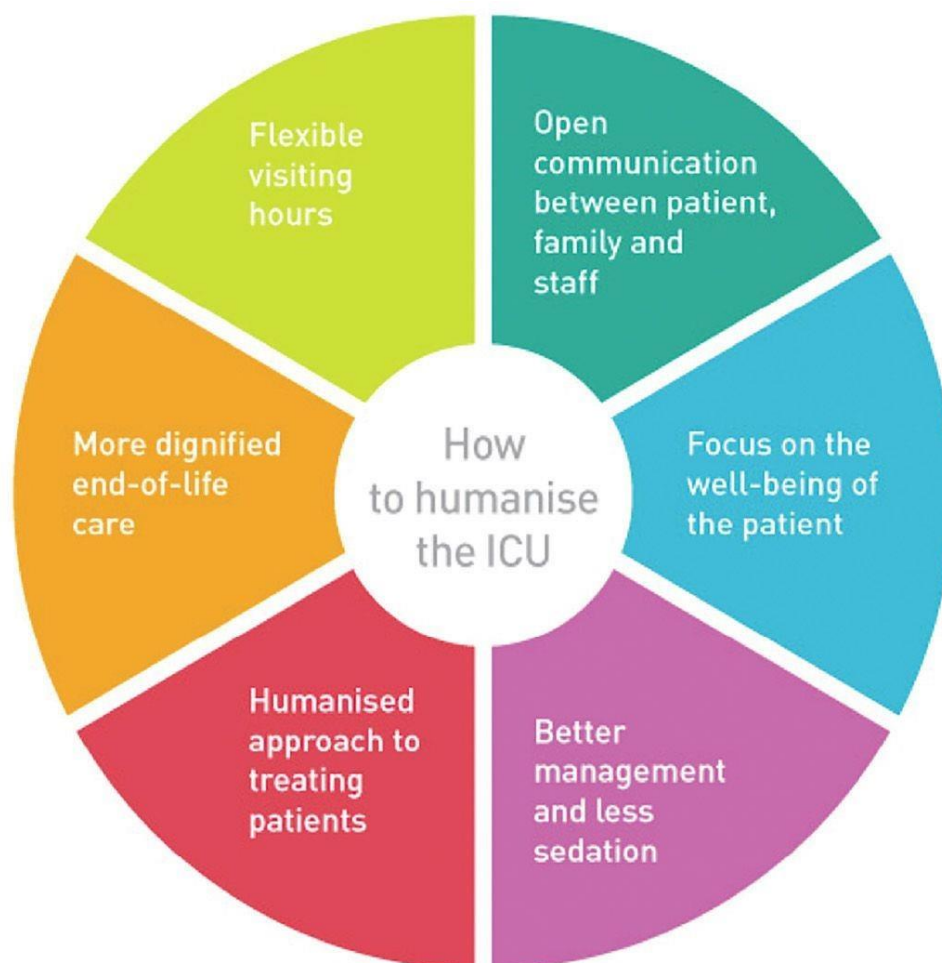 How
to humanise
the ICU
Open
communication
between patient,
family and
staff
Focus on the
well-being of
the patient
Better
management
and less
sedation
Humanised
approach to
treating
patients
More dignified
end-of-life
care
Flexible
visiting
hours